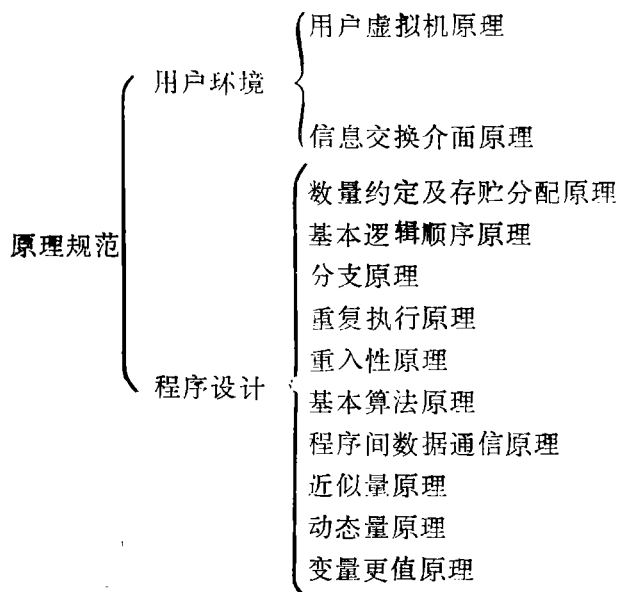 用户虚拟机原理
用户环境
信息交换介面原理
数量约定及存贮分配原理
原理规范
基本逻辑顺序原理
分支原理
重复执行原理
重入性原理
程序设计
基本算法原理
程序间数据通信原理
近似量原理
动态量原理
变量更值原理